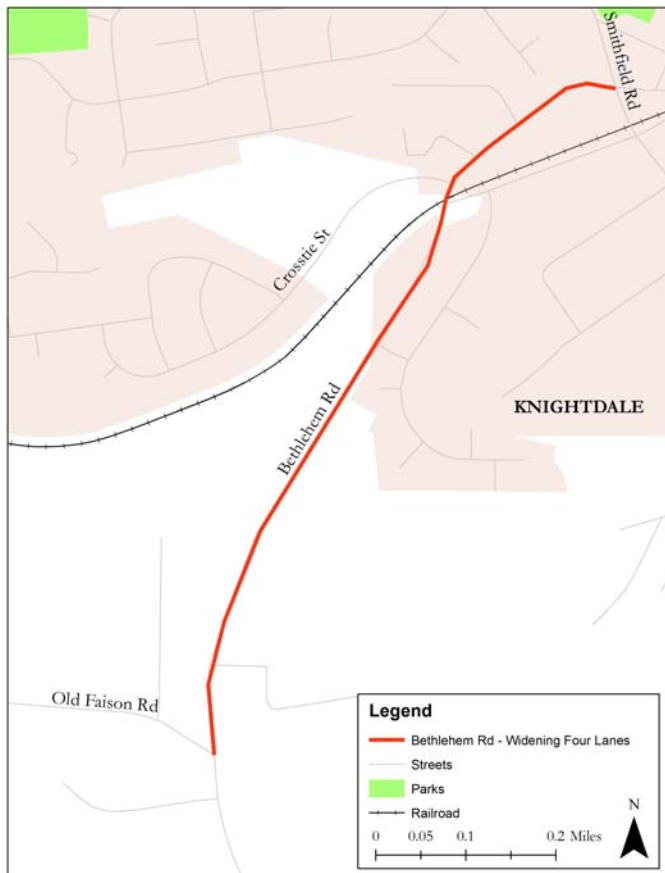 Smithfield Rd
Crosstie St
KNIGHTDALE
Bethlehem Rd
Old Faison Rd
Legend
Bethlehem Rd - Widening Four Lanes
Streets
Parks
Railroad
0 0.05 0.1 0.2 Miles
N